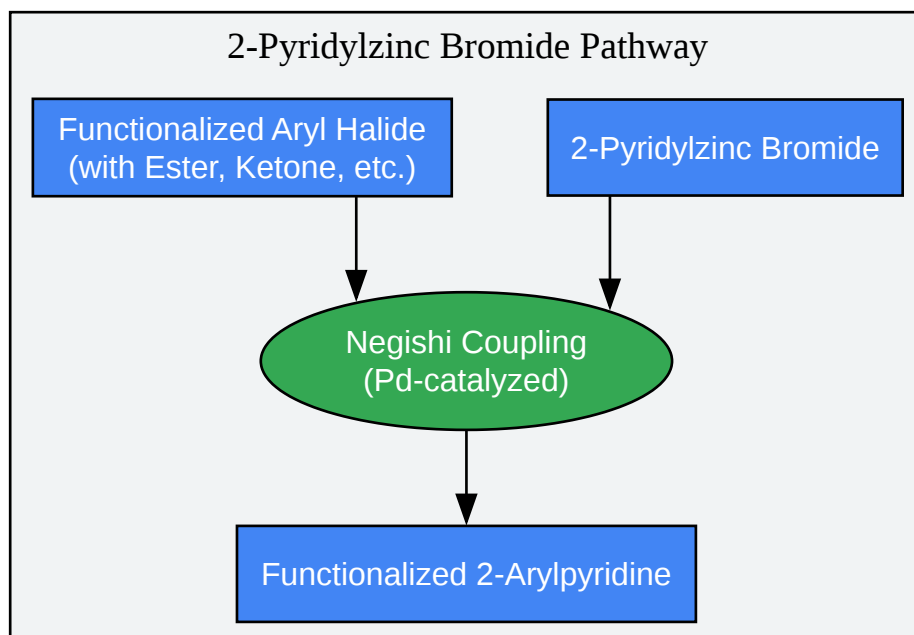 2-Pyridylzinc Bromide Pathway
Functionalized Aryl Halide
(with Ester, Ketone, etc.)
2-Pyridylzinc Bromide
Negishi Coupling
(Pd-catalyzed)
Functionalized 2-Arylpyridine